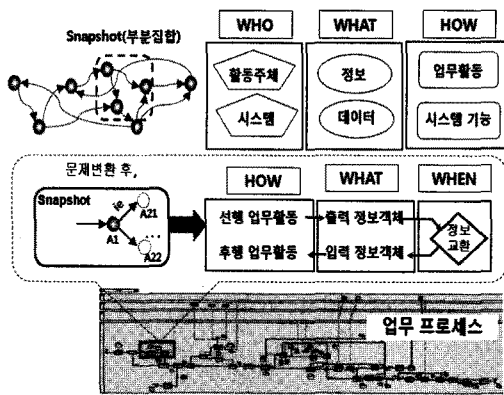 Snapshot(부분집합)
WHO
WHAT
HOW
활동주체
정보
업무활동
시스템
데이터
시스템 기능
문제변환 후,
HOW
WHAT
WHEN
Snapshot
ie
A21
A1
...
A22
선행 업무활동
출력 정보객체
정보
교환
후행 업무활동
입력 정보객체
업무 프로세스